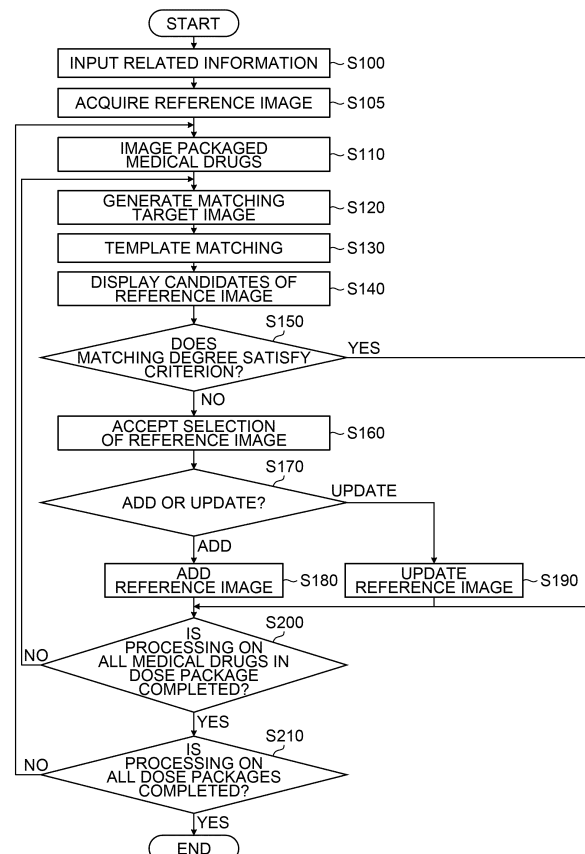 START
INPUT RELATED INFORMATION
S100
ACQUIRE REFERENCE IMAGE
S105
IMAGE PACKAGED
MEDICAL DRUGS
S110
GENERATE MATCHING
TARGET IMAGE
S120
TEMPLATE MATCHING
S130
DISPLAY CANDIDATES OF
REFERENCE IMAGE
S140
S150
DOES
MATCHING DEGREE SATISFY
CRITERION?
YES
NO
ACCEPT SELECTION
OF REFERENCE IMAGE
S160
S170
ADD OR UPDATE?
UPDATE
ADD
ADD
REFERENCE IMAGE
S180
UPDATE
REFERENCE IMAGE
S190
S200
IS
PROCESSING ON
ALL MEDICAL DRUGS IN
DOSE PACKAGE
COMPLETED?
NO
YES
S210
IS
PROCESSING ON
ALL DOSE PACKAGES
COMPLETED?
NO
YES
END